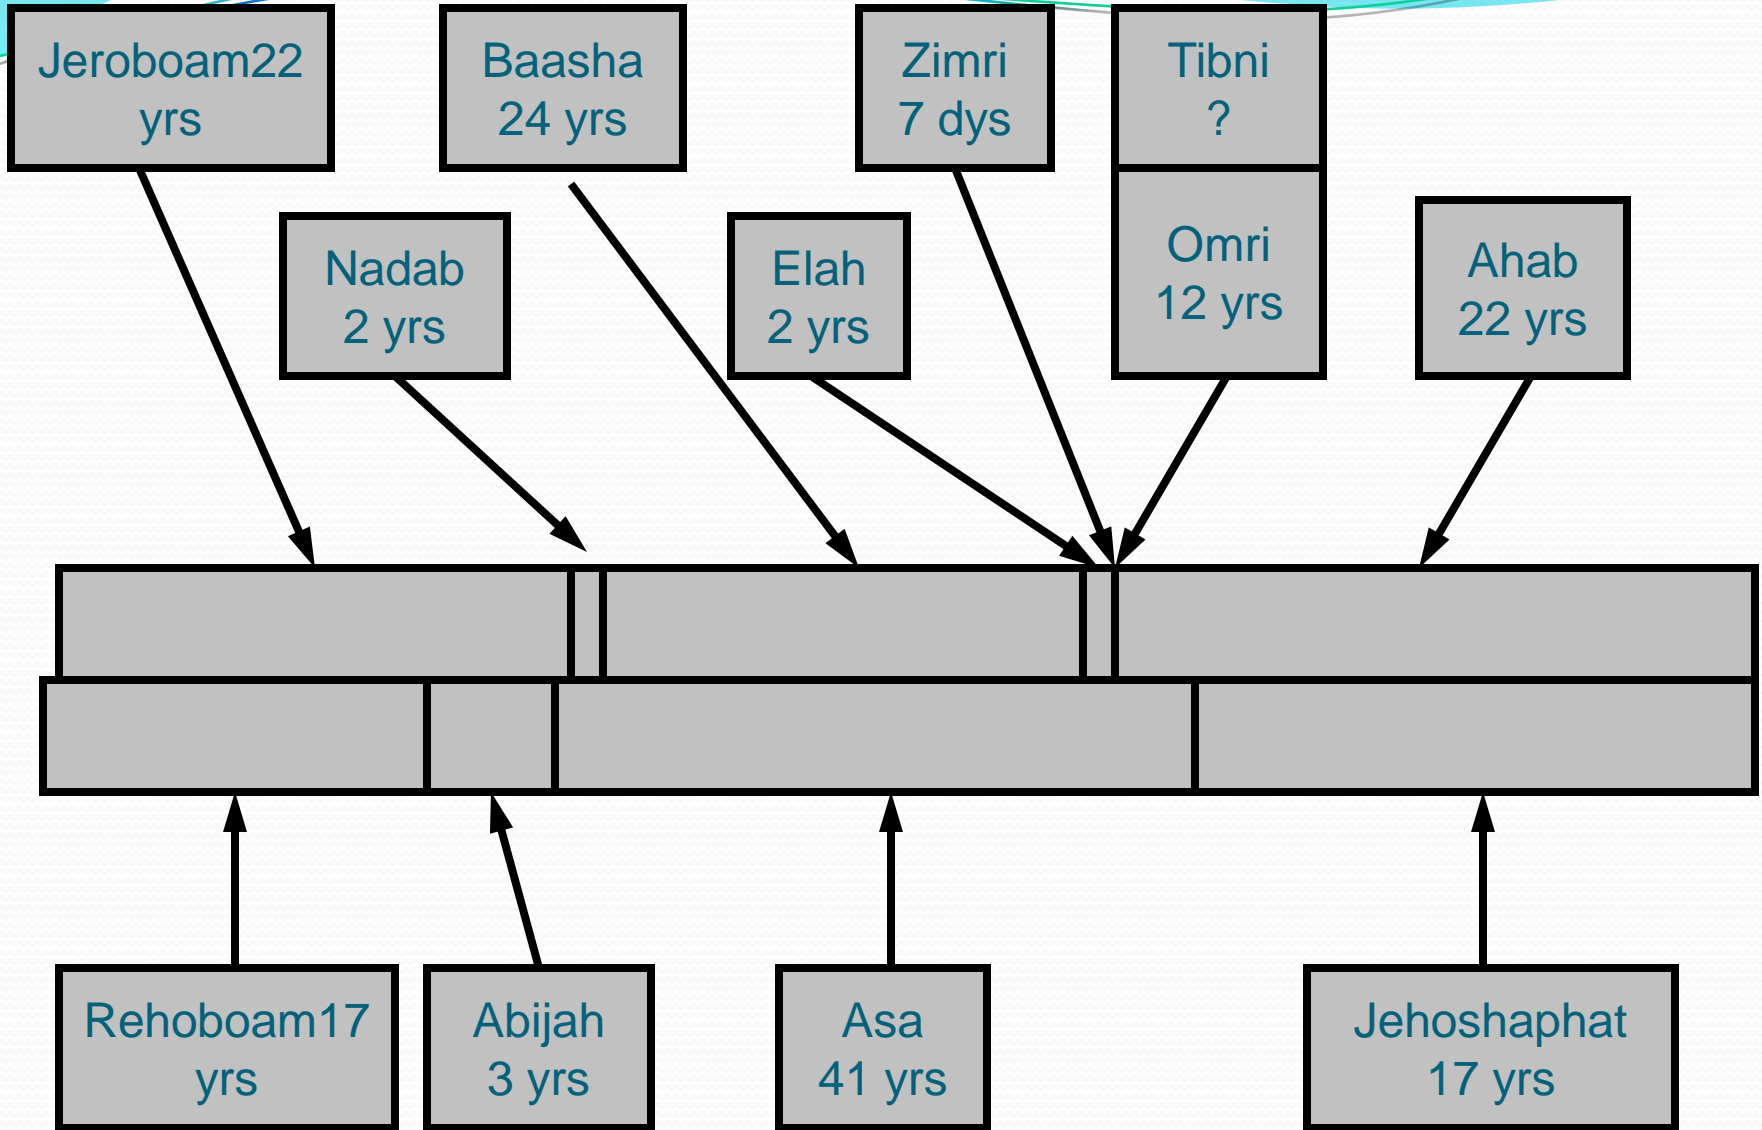 Jeroboam22
yrs
Baasha
24 yrs
Zimri
7 dys
Tibni
?
Nadab
2 yrs
Elah
2 yrs
Omri
12 yrs
Ahab
22 yrs
Rehoboam17
yrs
Abijah
3 yrs
Asa
41 yrs
Jehoshaphat
17 yrs